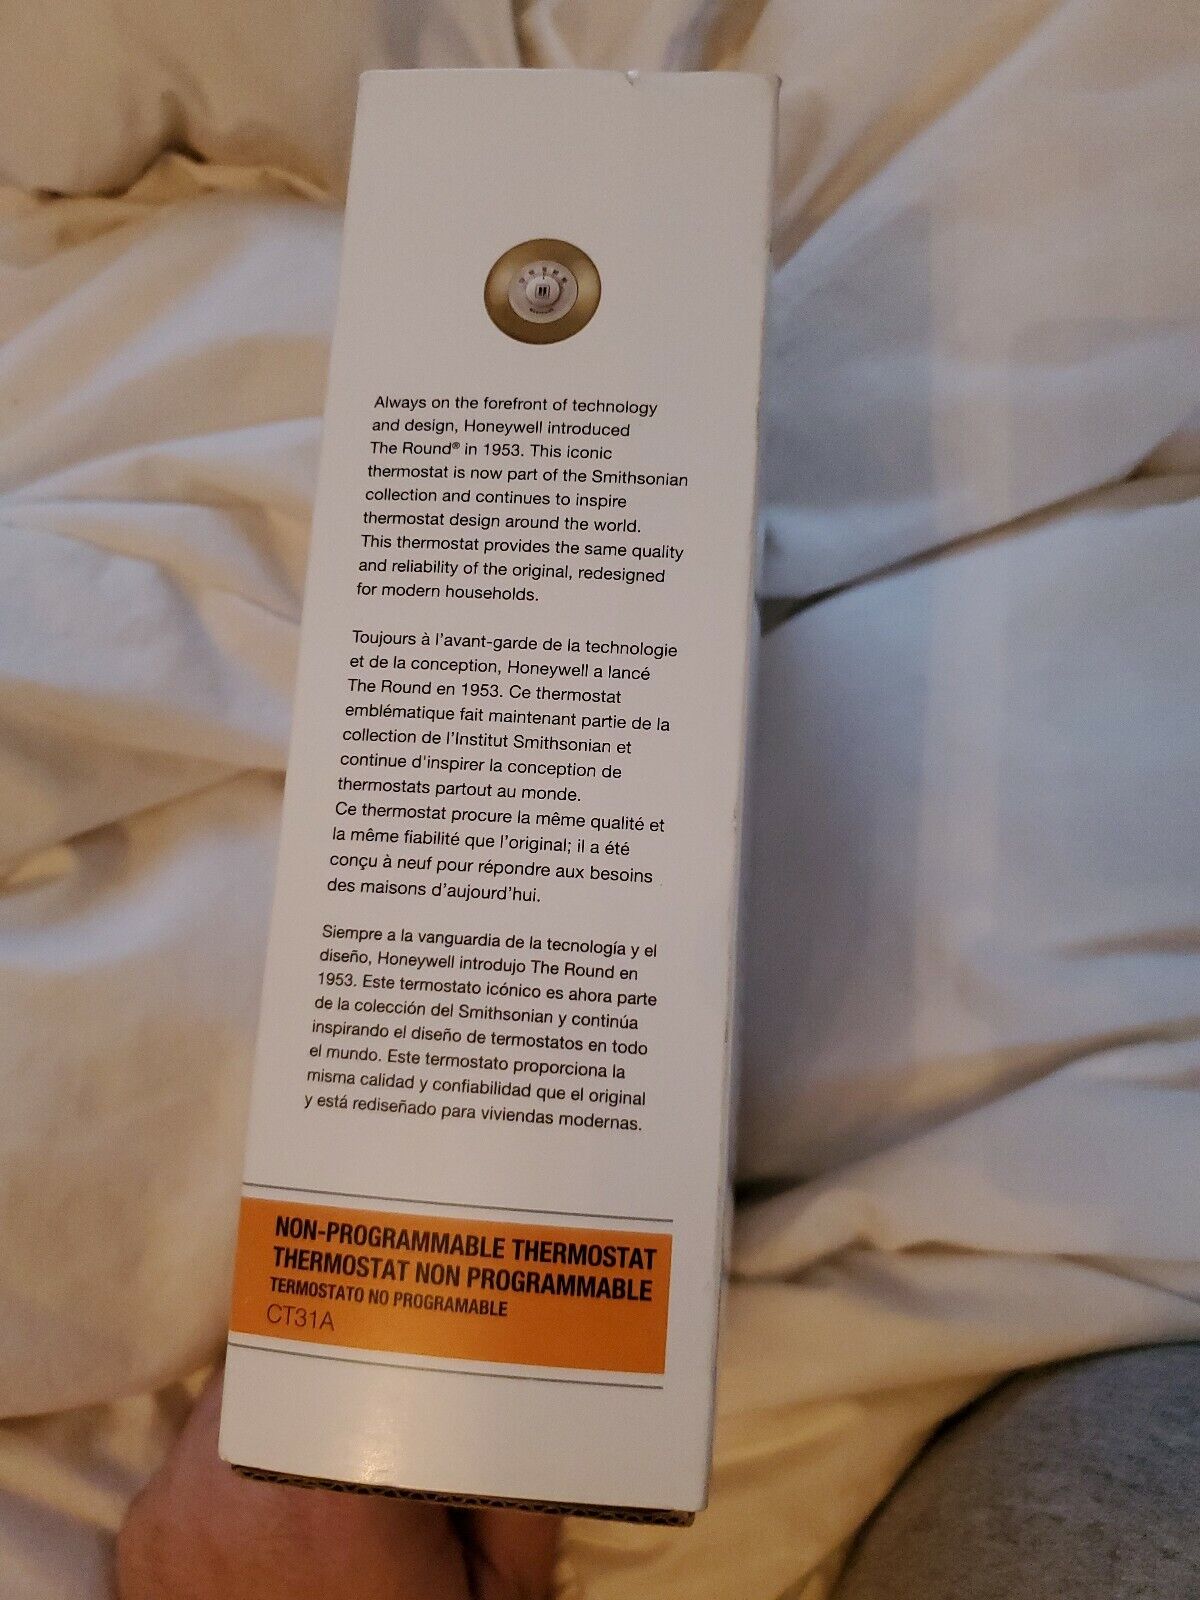 Always on the forefront of technology
and design, Honeywell introduced
The Round® in 1953. This iconic
thermostat is now part of the Smithsonian
collection and continues to inspire
thermostat design around the world.
This thermostat provides the same quality
and reliability of the original, redesigned
for modern households.
Toujours à l'avant-garde de la technologie
et de la conception, Honeywell a lancé
The Round en 1953. Ce thermostat
emblématique fait maintenant partie de la
collection de l'Institut Smithsonian et
continue d'inspirer la conception de
thermostats partout au monde.
Ce thermostat procure la même qualité et
la même fiabilité que l'original; il a été
conçu à neuf pour répondre aux besoins
des maisons d'aujourd'hui.
Siempre a la vanguardia de la tecnología y el
diseño, Honeywell introdujo The Round en
1953. Este termostato icónico es ahora parte
de la colección del Smithsonian y continúa
inspirando el diseño de termostatos en todo
el mundo. Este termostato proporciona la
misma calidad y confiabilidad que el original
y está rediseñado para viviendas modernas.
NON-PROGRAMMABLE THERMOSTAT
THERMOSTAT NON PROGRAMMABLE
TERMOSTATO NO PROGRAMABLE
CT31A